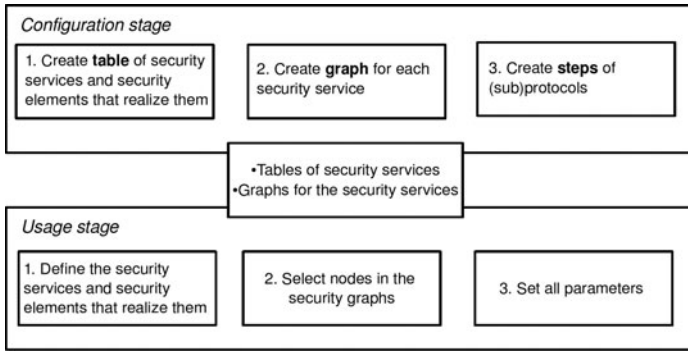 Configuration stage
1. Create table of security
services and security
elements that realize them
2. Create graph for each
security service
3. Create steps of
(sub)protocols
•Tables of security services
•Graphs for the security services
Usage stage
1. Define the security
services and security
elements that realize them
2. Select nodes in the
security graphs
3. Set all parameters